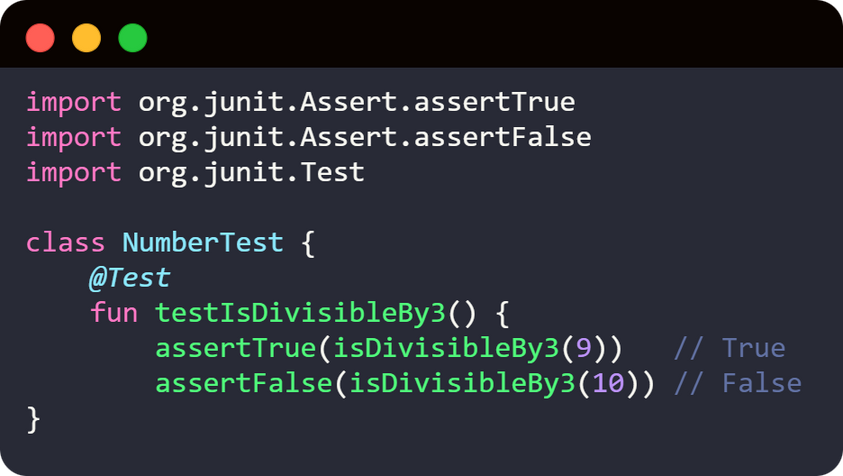 import org.junit.Assert.assertTrue
import org.junit.Assert.assertFalse
import org.junit.Test

class NumberTest {
    @Test
    fun testIsDivisibleBy3() {
        assertTrue(isDivisibleBy3(9))   // True
        assertFalse(isDivisibleBy3(10)) // False
}